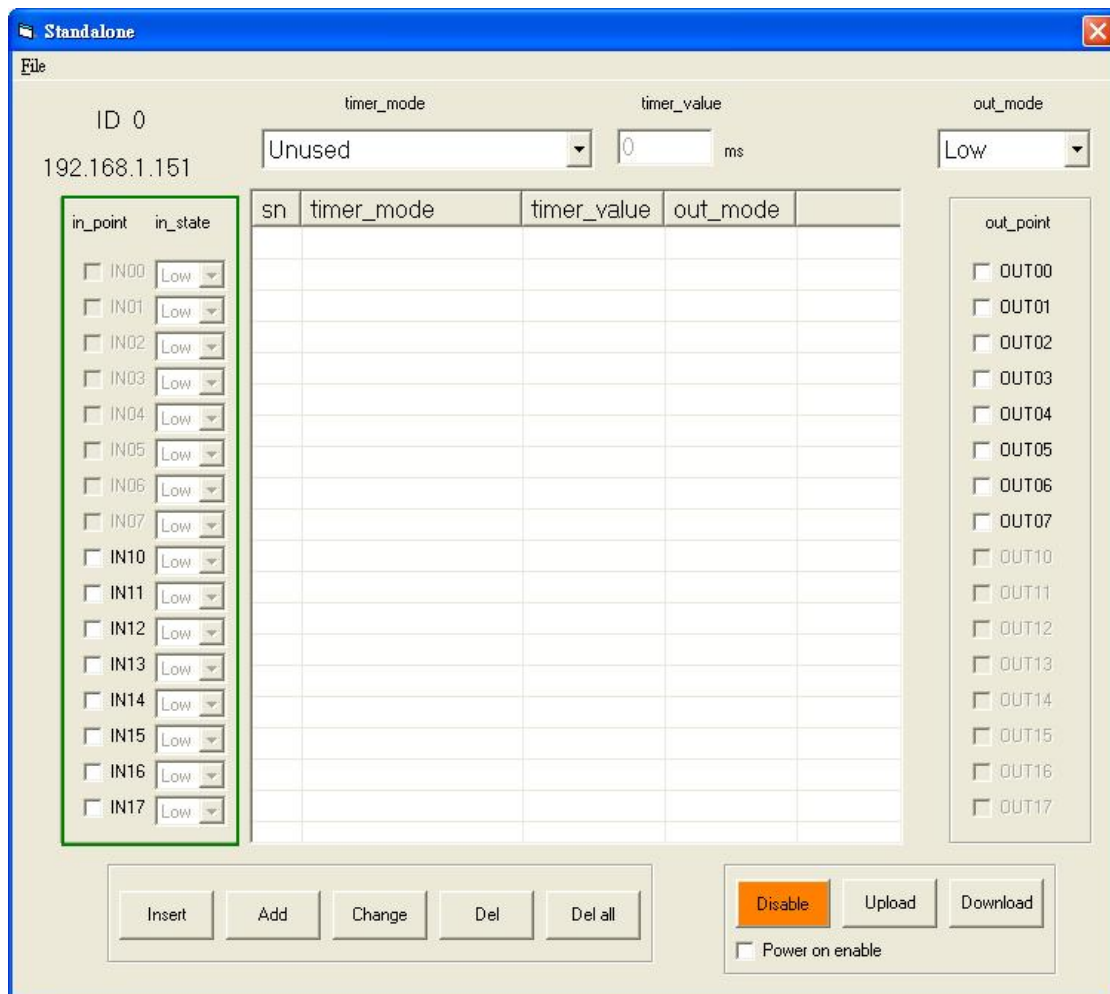 Standalone
File
ID 0
192.168.1.151
timer_mode
timer_value
out_mode
Unused
0
ms
Low
in_point in_state
sn timer_mode timer_value out_mode
out_point
IN00 Low
IN01 Low
IN02 Low
IN03 Low
IN04 Low
IN05 Low
IN06 Low
IN07 Low
IN10 Low
IN11 Low
IN12 Low
IN13 Low
IN14 Low
IN15 Low
IN16 Low
IN17 Low
OUT00
OUT01
OUT02
OUT03
OUT04
OUT05
OUT06
OUT07
OUT10
OUT11
OUT12
OUT13
OUT14
OUT15
OUT16
OUT17
Insert Add Change Del Del all
Disable Upload Download
Power on enable